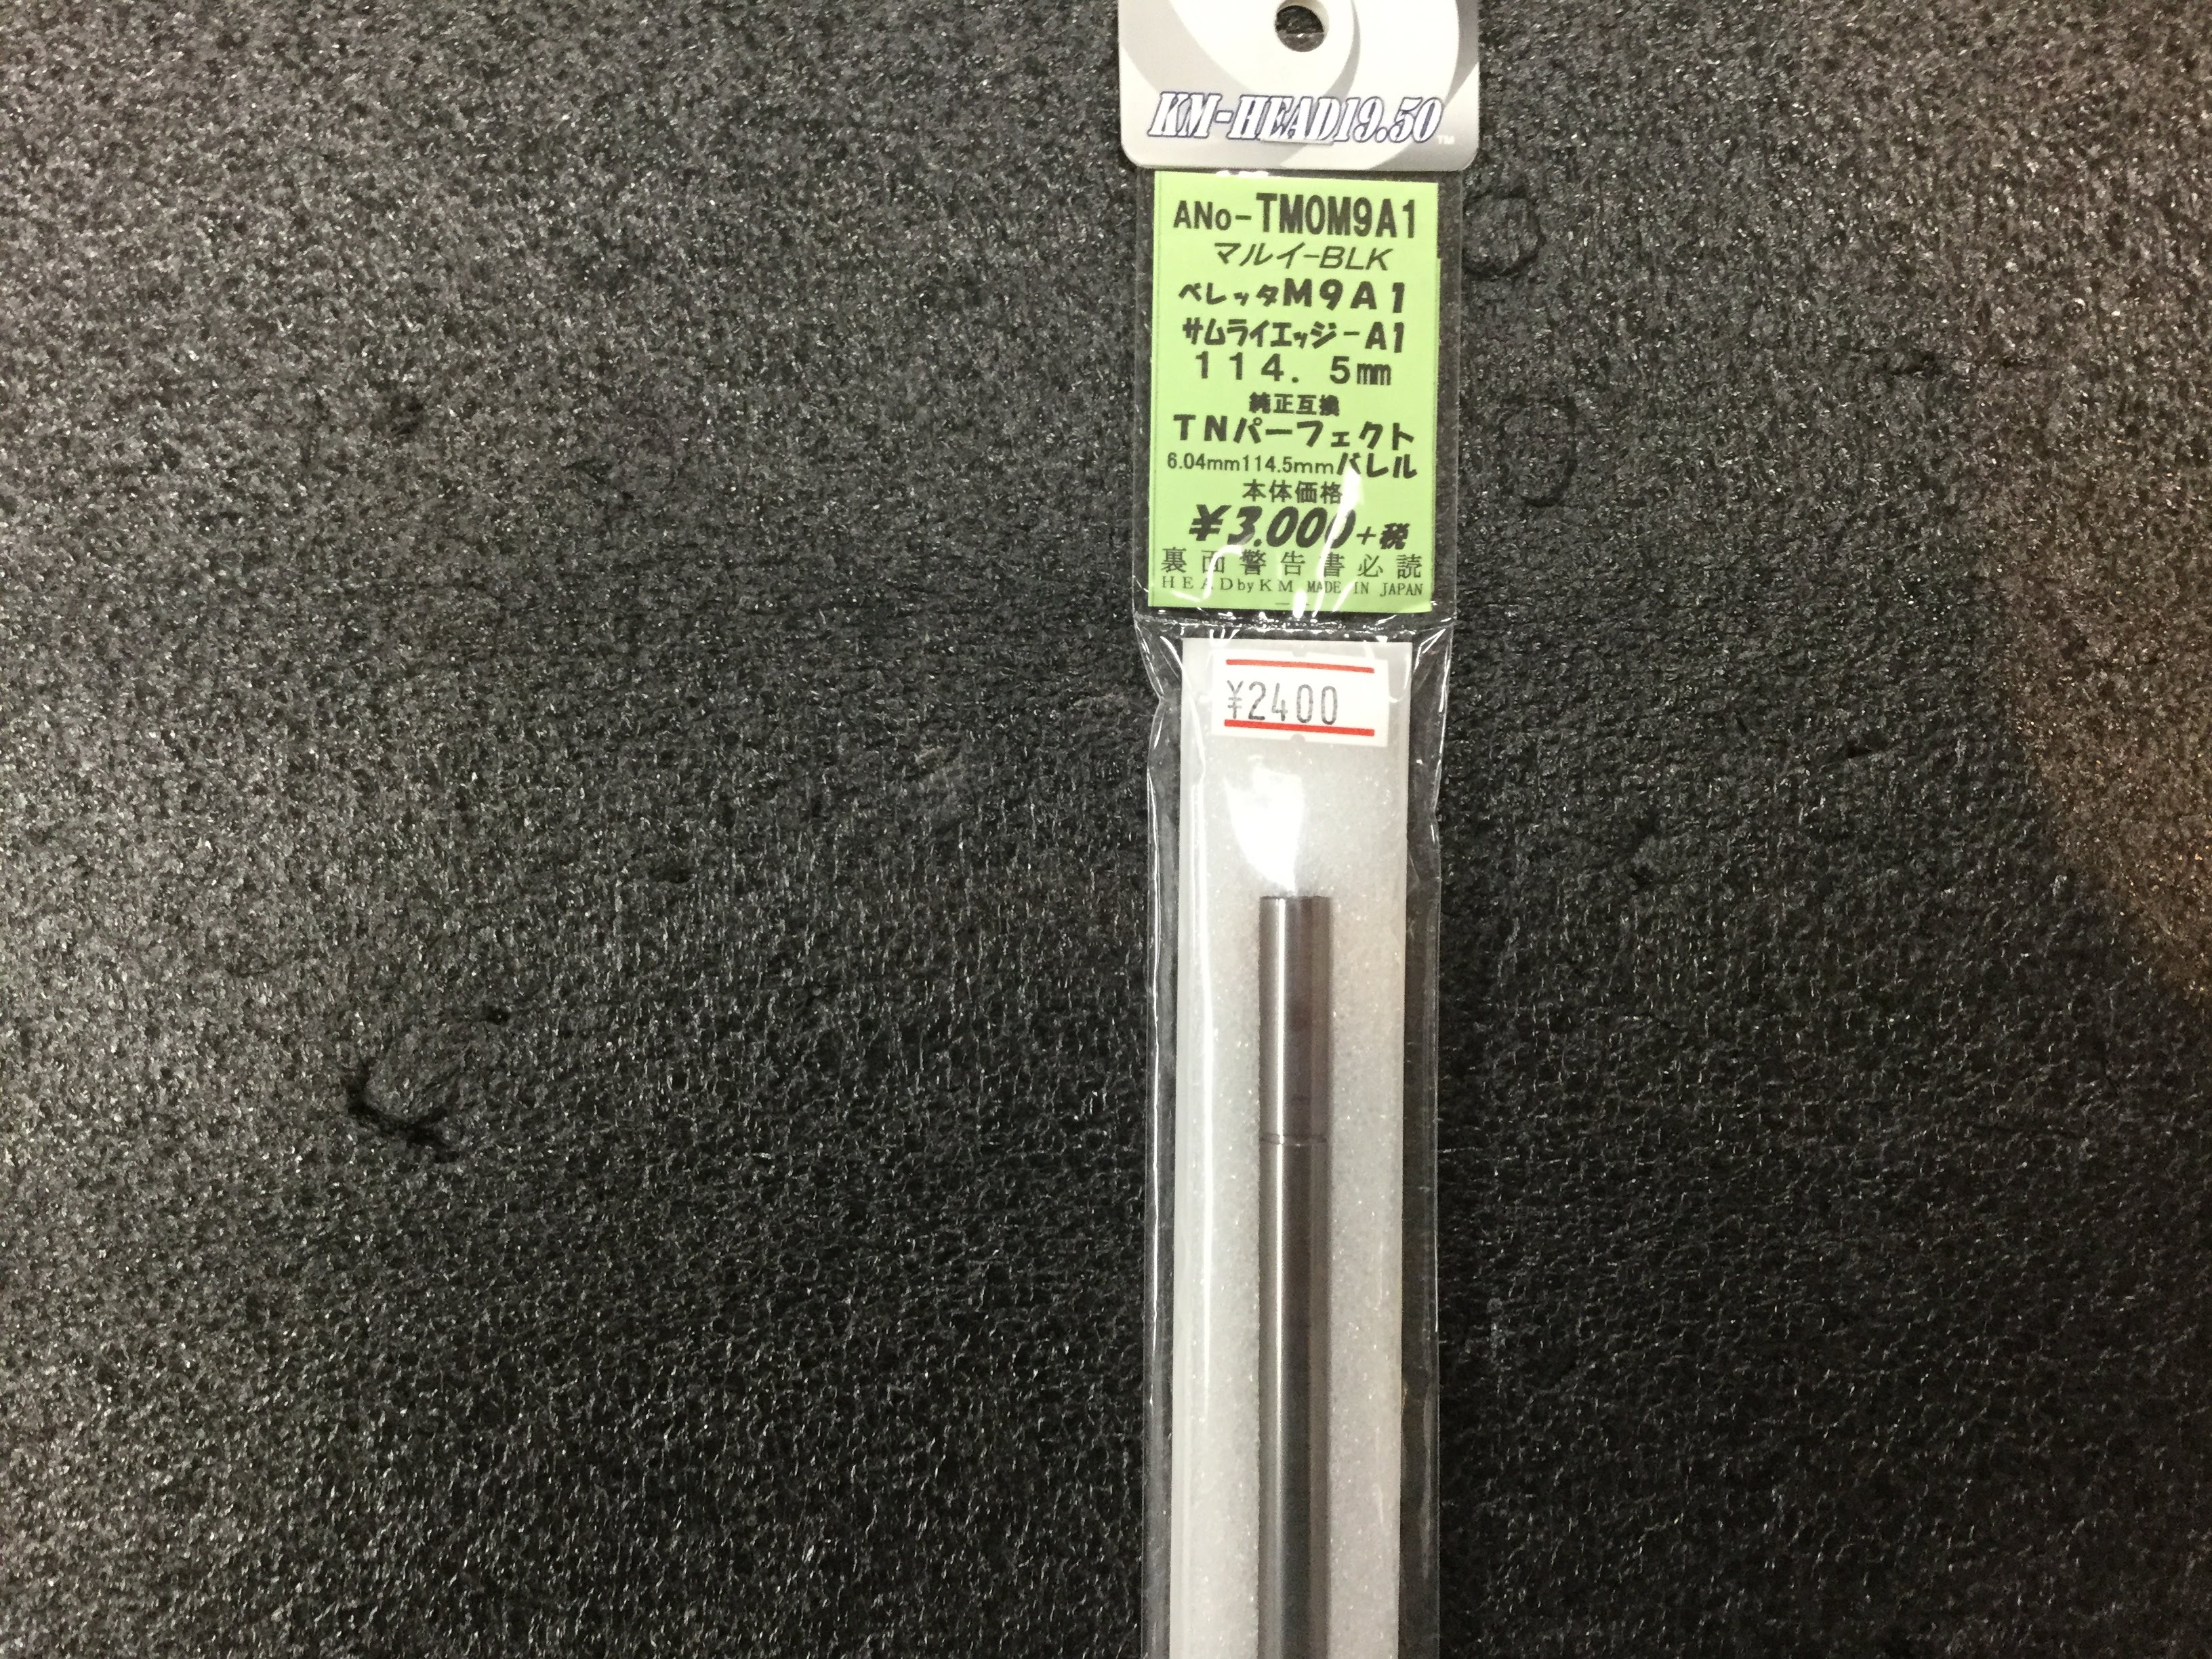 KM-HEAD19.50 ™
ANo-TM0M9A1
マルイ-BLK
ベレッタM9A1
サムライエッジ-A1
114.5mm
純正互換
TNパーフェクト
6.04mm114.5mmバレル
本体価格
¥3.000+税
裏面警告書必読
HEADbyKM MADE IN JAPAN
¥2400